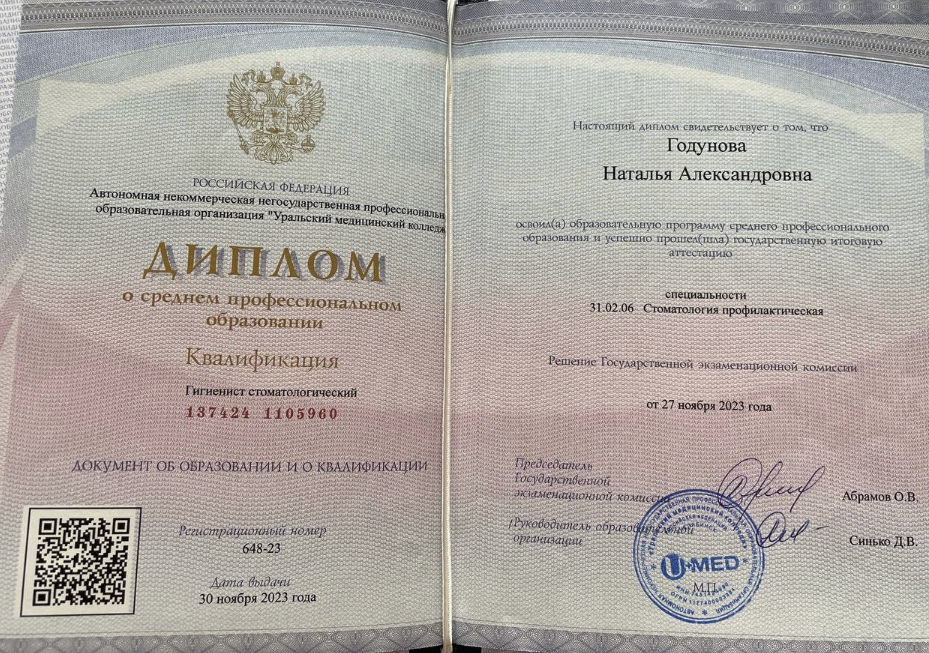 РОССИЙСКАЯ ФЕДЕРАЦИЯ
Автономная некоммерческая негосударственная профессиональн
образовательная организация "Уральский медицинский коллед
ДИПЛОМ
о среднем профессиональном
образовании
Квалификация
Гигиенист стоматологический
137424 1105960
ДОКУМЕНТ ОБ ОБРАЗОВАНИИ И О КВАЛИФИКАЦИИ
Регистрационный номер
648-23
Дата выдачи
30 ноября 2023 года
Настоящий диплом свидетельствует о том, что
Годунова
Наталья Александровна
освоил(а) образовательную программу среднего профессионального
образования и успешно прошел(шла) государственную итоговую
аттестацию
специальности
31.02.06 Стоматология профилактическая
Решение Государственной экзаменационной комиссии
от 27 ноября 2023 года
Председатель
Государственной
экзаменационной комиссии
Абрамов О.В.
Руководитель образовательной
организации
Синько Д.В.
U-MED
М.П.